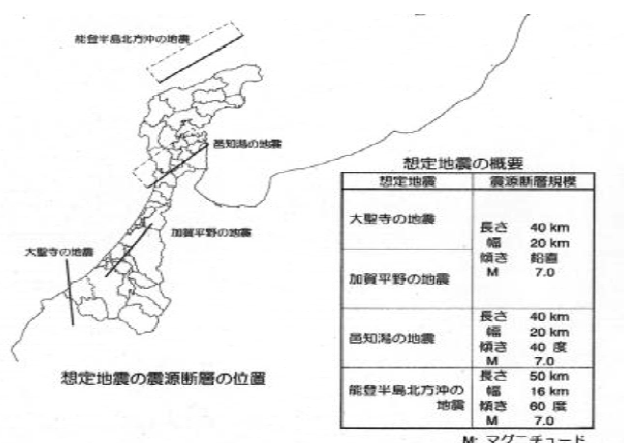 能登半島北方沖の地震
邑知潟の地震
加賀平野の地震
大聖寺の地震
想定地震の震源断層の位置
想定地震の概要
想定地震 震源断層規模
大聖寺の地震
加賀平野の地震
長さ 40 km
幅 20 km
傾き 鉛直
M 7.0
邑知潟の地震
長さ 40 km
幅 20 km
傾き 40 度
M 7.0
能登半島北方沖の
地震
長さ 50 km
幅 16 km
傾き 60 度
M 7.0
M: マグニチュード